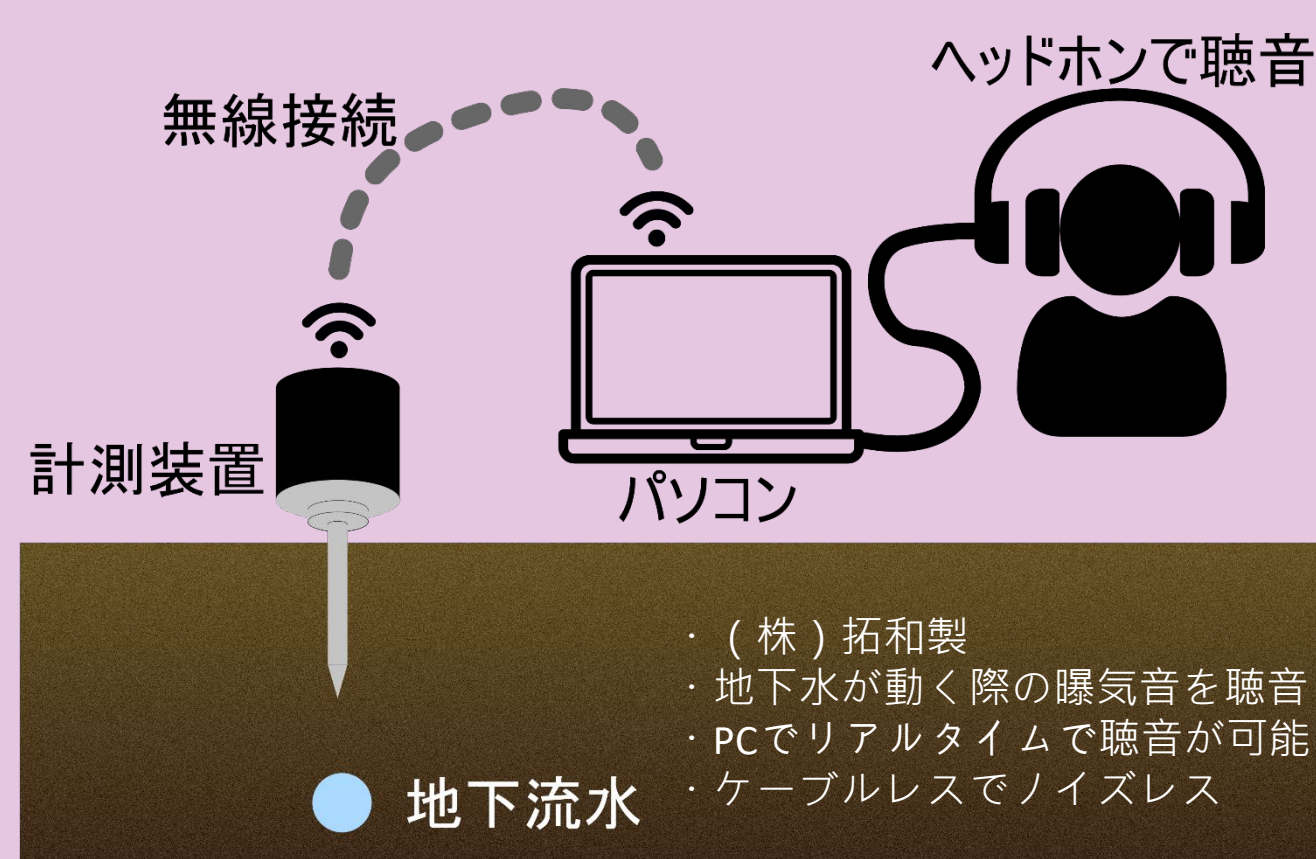 ヘッドホンで聴音
無線接続
計測装置
パソコン
・（株）拓和製
・地下水が動く際の曝気音を聴音
・PCでリアルタイムで聴音が可能
・ケーブルレスでノイズレス
地下流水